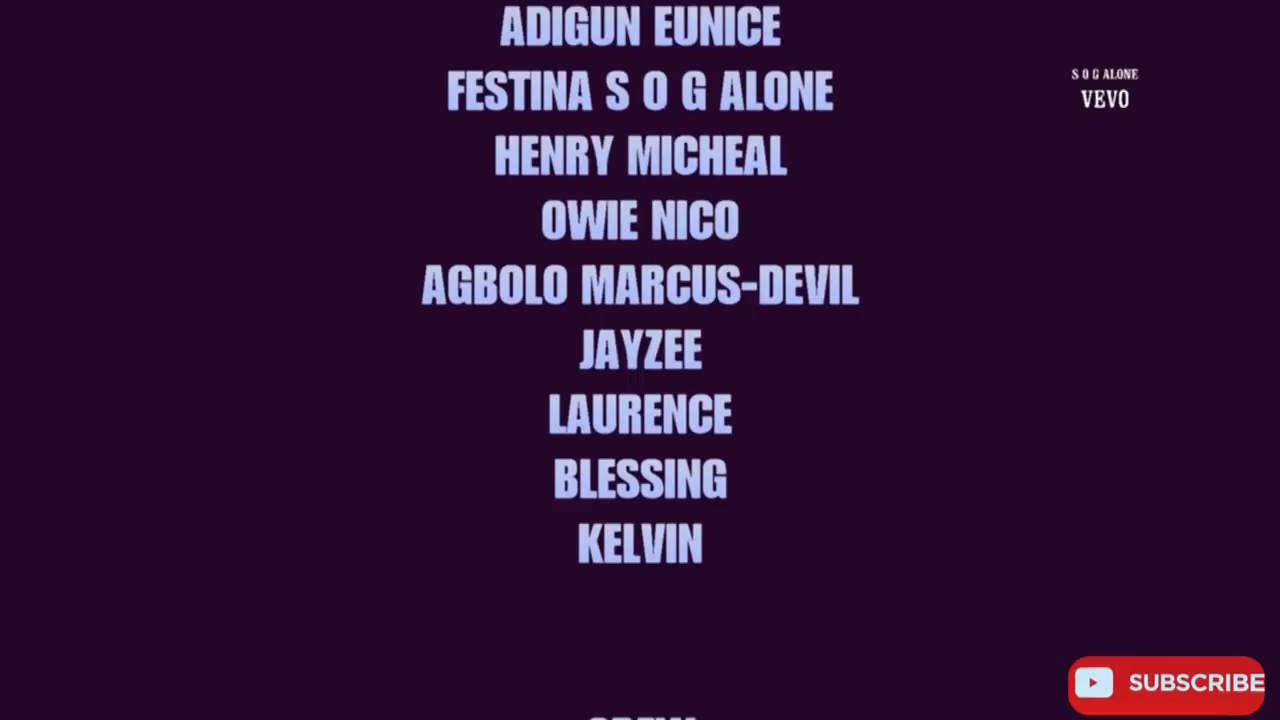 ADIGUN EUNICE
FESTINA S O G ALONE
S O G ALONE
VEVO
HENRY MICHEAL
OWIE NICO
AGBOLO MARCUS-DEVIL
JAYZEE
LAURENCE
BLESSING
KELVIN
SUBSCRIBE